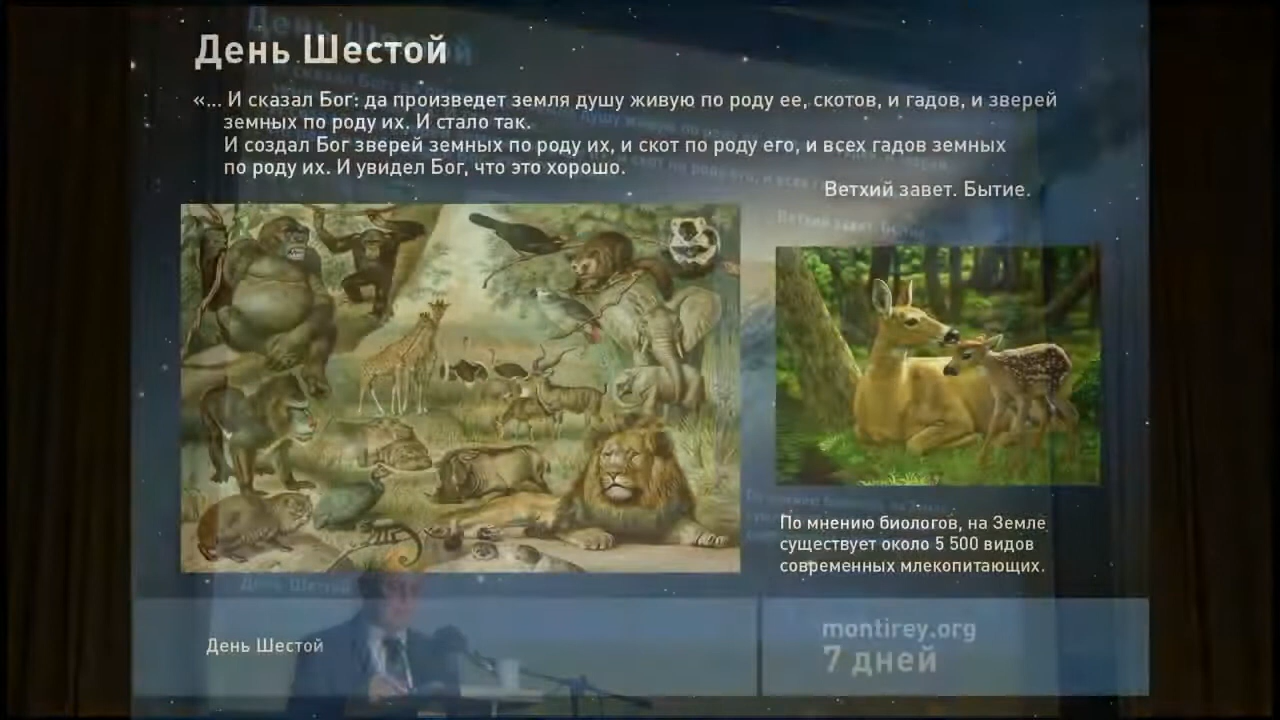 День Шестой
«... И сказал Бог: да произведет земля душу живую по роду ее, скотов, и гадов, и зверей
земных по роду их. И стало так.
И создал Бог зверей земных по роду их, и скот по роду его, и всех гадов земных
по роду их. И увидел Бог, что это хорошо.
Ветхий завет. Бытие.
По мнению биологов, на Земле
существует около 5 500 видов
современных млекопитающих.
День Шестой
montirey.org
7 дней